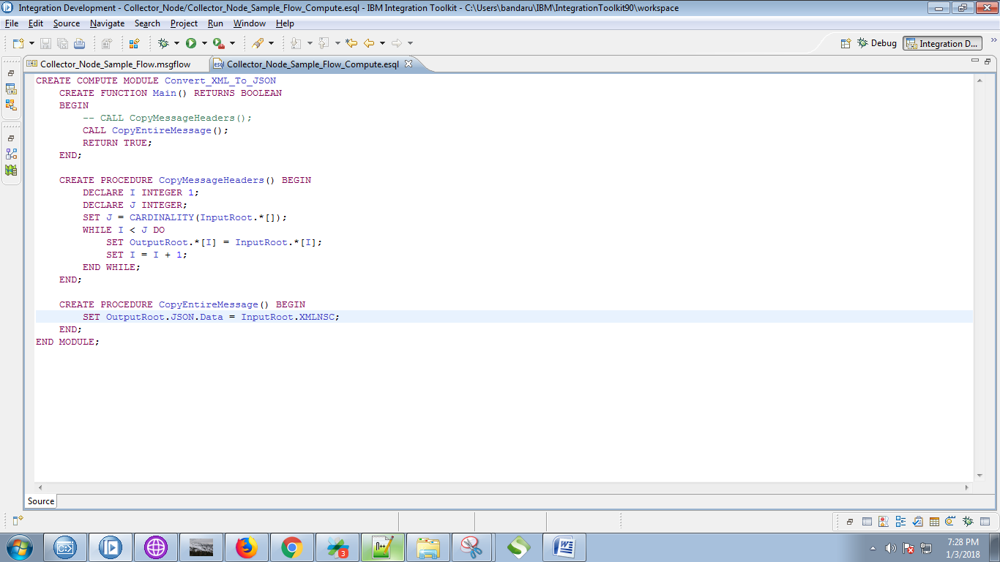 Integration Development - Collector_Node/Collector_Node_Sample_Flow_Compute.esql - IBM Integration Toolkit - C:\Users\bandaru\IBM\IntegrationToolkit90\workspace
File Edit Source Navigate Search Project Run Window Help
Debug Integration D...
Collector_Node_Sample_Flow.msgflow Collector_Node_Sample_Flow_Compute.esql
CREATE COMPUTE MODULE Convert_XML_To_JSON
CREATE FUNCTION Main() RETURNS BOOLEAN
BEGIN
-- CALL CopyMessageHeaders();
CALL CopyEntireMessage();
RETURN TRUE;
END;
CREATE PROCEDURE CopyMessageHeaders() BEGIN
DECLARE I INTEGER 1;
DECLARE J INTEGER;
SET J = CARDINALITY(InputRoot.*[]);
WHILE I < J DO
SET OutputRoot.*[I] = InputRoot.*[I];
SET I = I + 1;
END WHILE;
END;
CREATE PROCEDURE CopyEntireMessage() BEGIN
SET OutputRoot.JSON.Data = InputRoot.XMLNSC;
END;
END MODULE;
Source
7:28 PM
1/3/2018